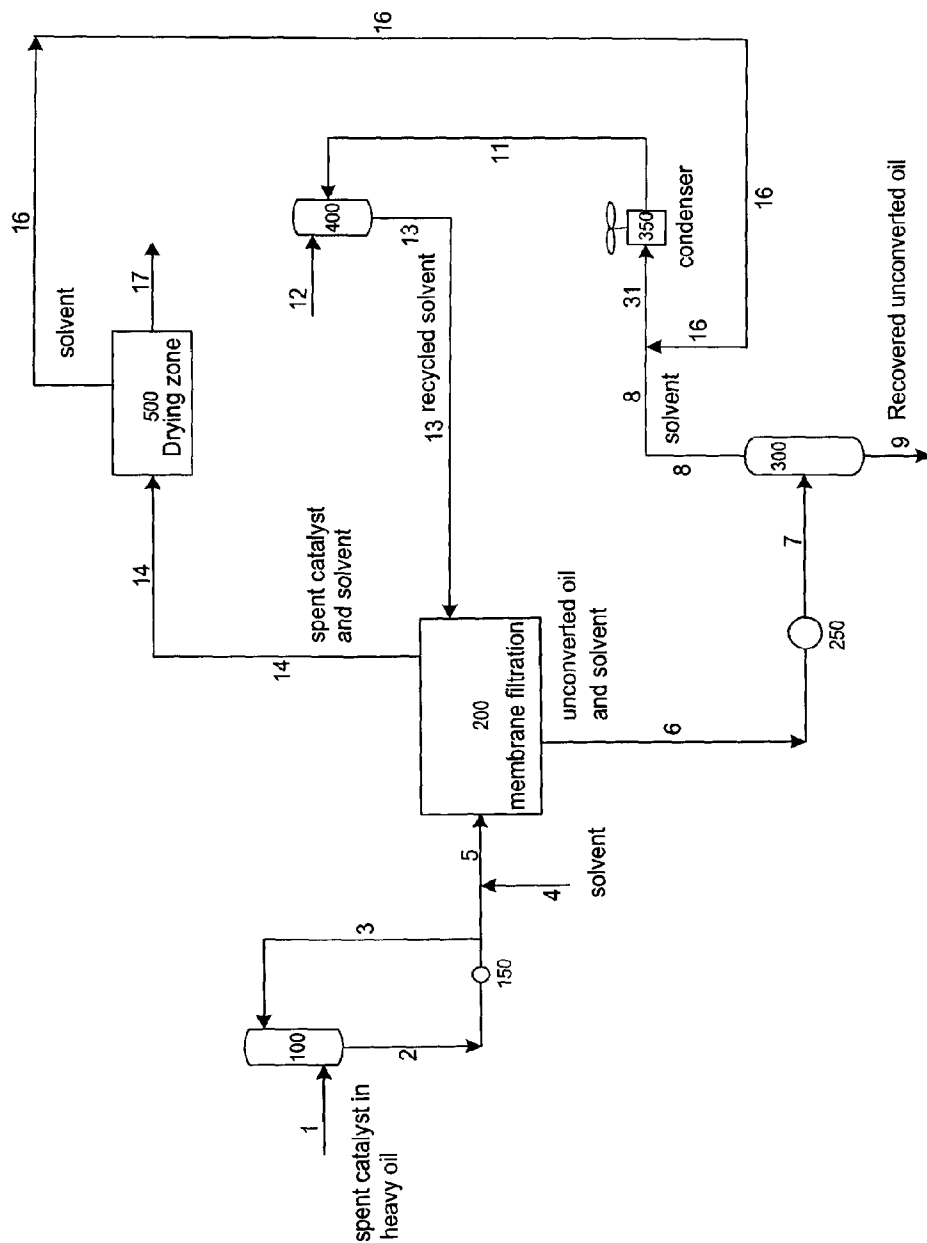 16
16
solvent
17
500
Drying zone
14
14
spent catalyst
and solvent
400
12
13
13 recycled solvent
11
350
condenser
31
16
16
8
solvent
8
300
9 Recovered unconverted oil
7
250
6
unconverted oil
and solvent
200
membrane filtration
5
4
solvent
3
150
100
2
1
spent catalyst in
heavy oil